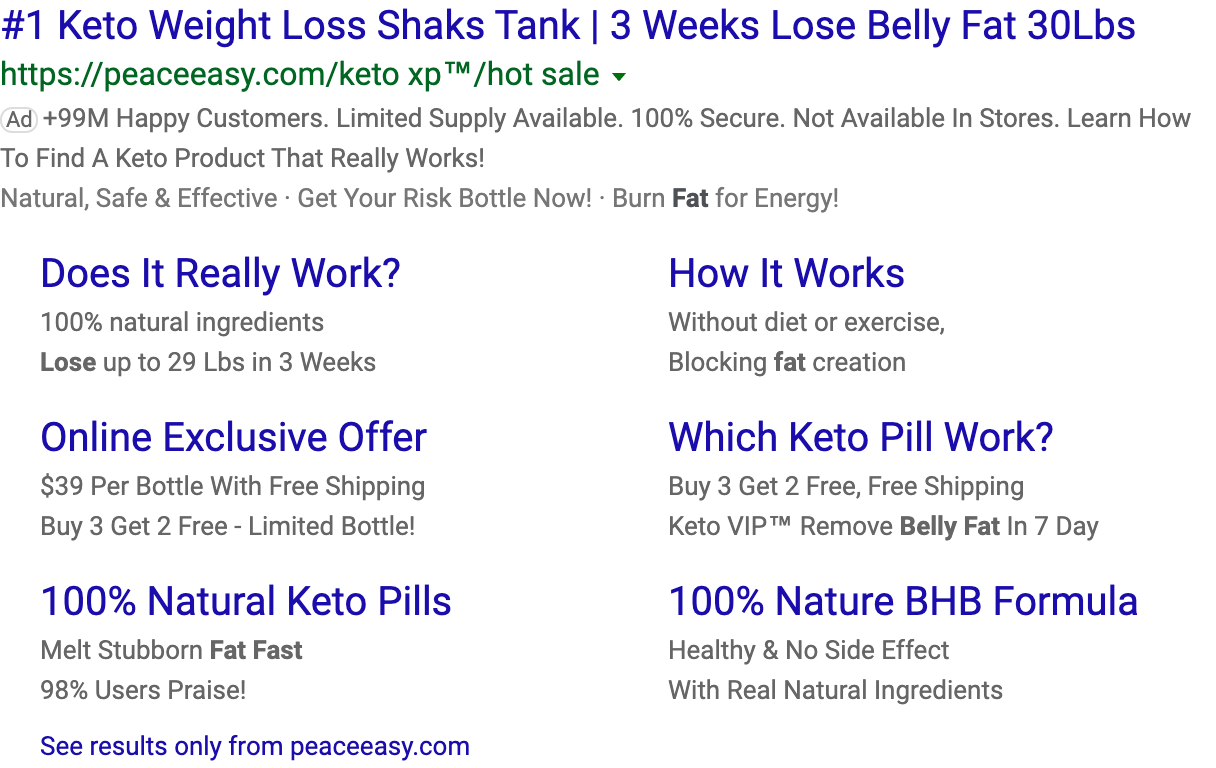 #1 Keto Weight Loss Shaks Tank | 3 Weeks Lose Belly Fat 30Lbs
https://peaceeasy.com/keto xp™/hot sale
Ad +99M Happy Customers. Limited Supply Available. 100% Secure. Not Available In Stores. Learn How
To Find A Keto Product That Really Works!
Natural, Safe & Effective · Get Your Risk Bottle Now! · Burn Fat for Energy!
Does It Really Work?
100% natural ingredients
Lose up to 29 Lbs in 3 Weeks
How It Works
Without diet or exercise,
Blocking fat creation
Online Exclusive Offer
$39 Per Bottle With Free Shipping
Buy 3 Get 2 Free - Limited Bottle!
Which Keto Pill Work?
Buy 3 Get 2 Free, Free Shipping
Keto VIP™ Remove Belly Fat In 7 Day
100% Natural Keto Pills
Melt Stubborn Fat Fast
98% Users Praise!
100% Nature BHB Formula
Healthy & No Side Effect
With Real Natural Ingredients
See results only from peaceeasy.com